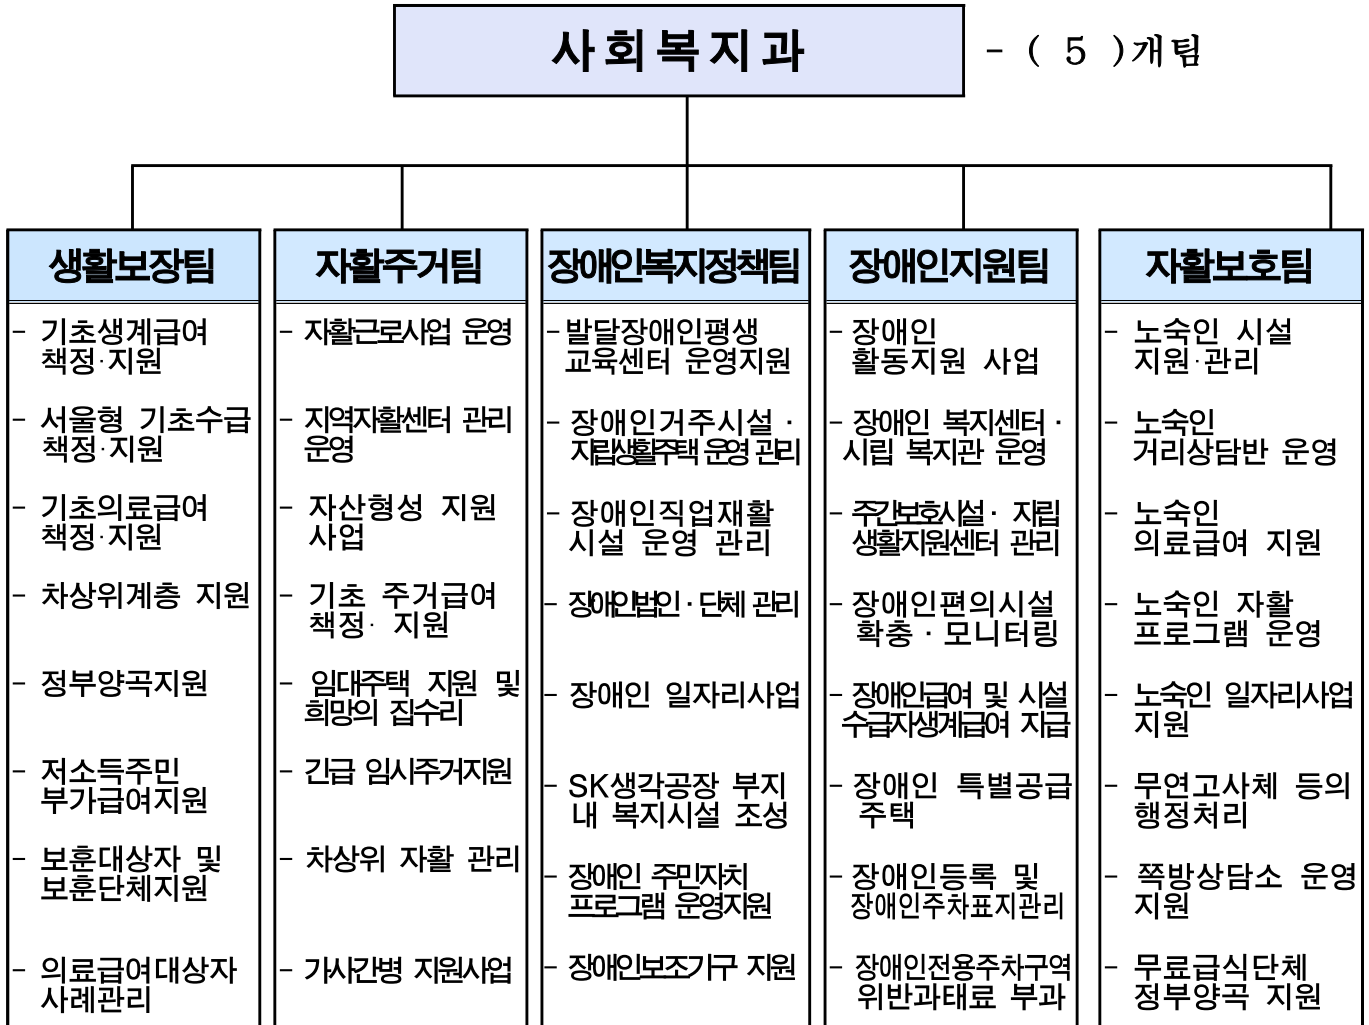 사회복지과
- ( 5 )개팀
생활보장팀
- 기초생계급여
책정·지원
- 서울형 기초수급
책정·지원
- 기초의료급여
책정·지원
- 차상위계층 지원
- 정부양곡지원
- 저소득주민
부가급여지원
- 보훈대상자 및
보훈단체지원
- 의료급여대상자
사례관리
자활주거팀
- 자활근로사업 운영
- 지역자활센터 관리
운영
- 자산형성 지원
사업
- 기초 주거급여
책정· 지원
- 임대주택 지원 및
희망의 집수리
- 긴급 임시주거지원
- 차상위 자활 관리
- 가사간병 지원사업
장애인복지정책팀
- 발달장애인평생
교육센터 운영지원
- 장애인거주시설 ·
자립생활주택 운영 관리
- 장애인직업재활
시설 운영 관리
- 장애인법인 · 단체 관리
- 장애인 일자리사업
- SK생각공장 부지
내 복지시설 조성
- 장애인 주민자치
프로그램 운영지원
- 장애인보조기구 지원
장애인지원팀
- 장애인
활동지원 사업
- 장애인 복지센터 ·
시립 복지관 운영
- 주간보호시설 · 자립
생활지원센터 관리
- 장애인편의시설
확충 · 모니터링
- 장애인급여 및 시설
수급자생계급여 지급
- 장애인 특별공급
주택
- 장애인등록 및
장애인주차표지관리
- 장애인전용주차구역
위반과태료 부과
자활보호팀
- 노숙인 시설
지원·관리
- 노숙인
거리상담반 운영
- 노숙인
의료급여 지원
- 노숙인 자활
프로그램 운영
- 노숙인 일자리사업
지원
- 무연고사체 등의
행정처리
- 쪽방상담소 운영
지원
- 무료급식단체
정부양곡 지원